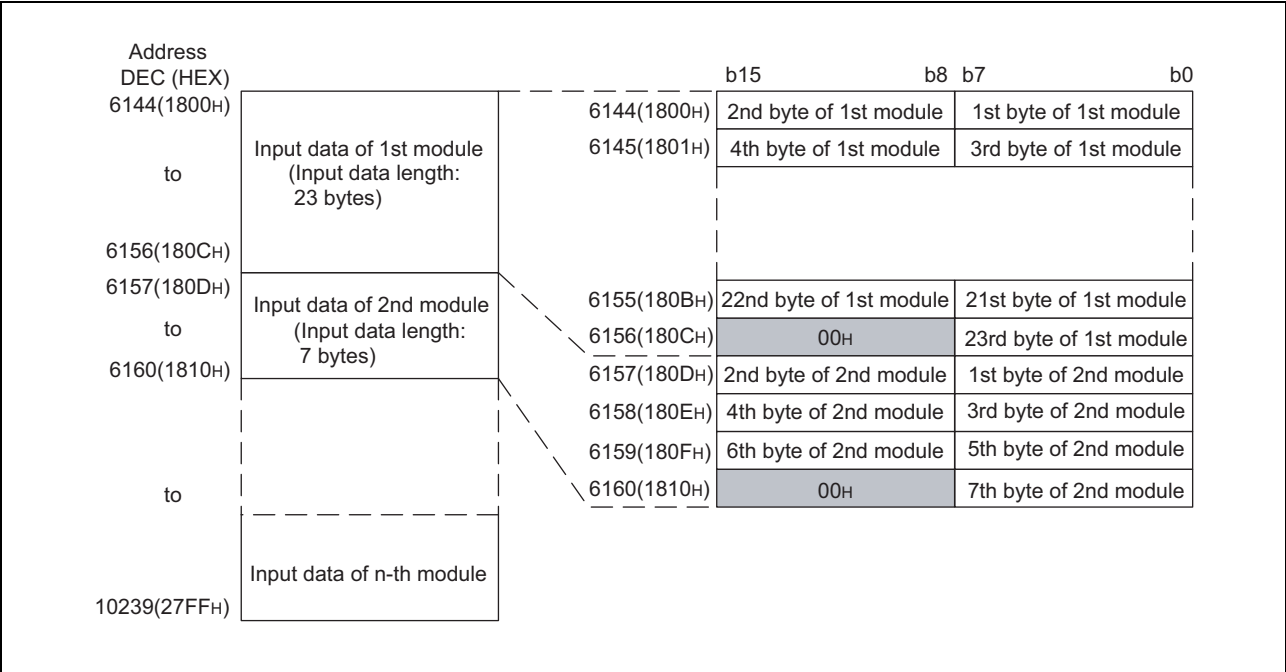 Address
DEC (HEX)
6144(1800H)
to
6156(180CH)
6157(180DH)
to
6160(1810H)
to
10239(27FFH)
Input data of 1st module
(Input data length:
23 bytes)
Input data of 2nd module
(Input data length:
7 bytes)
Input data of n-th module
b15 b8 b7 b0
6144(1800H) 2nd byte of 1st module 1st byte of 1st module
6145(1801H) 4th byte of 1st module 3rd byte of 1st module
6155(180BH) 22nd byte of 1st module 21st byte of 1st module
6156(180CH) 00H 23rd byte of 1st module
6157(180DH) 2nd byte of 2nd module 1st byte of 2nd module
6158(180EH) 4th byte of 2nd module 3rd byte of 2nd module
6159(180FH) 6th byte of 2nd module 5th byte of 2nd module
6160(1810H) 00H 7th byte of 2nd module